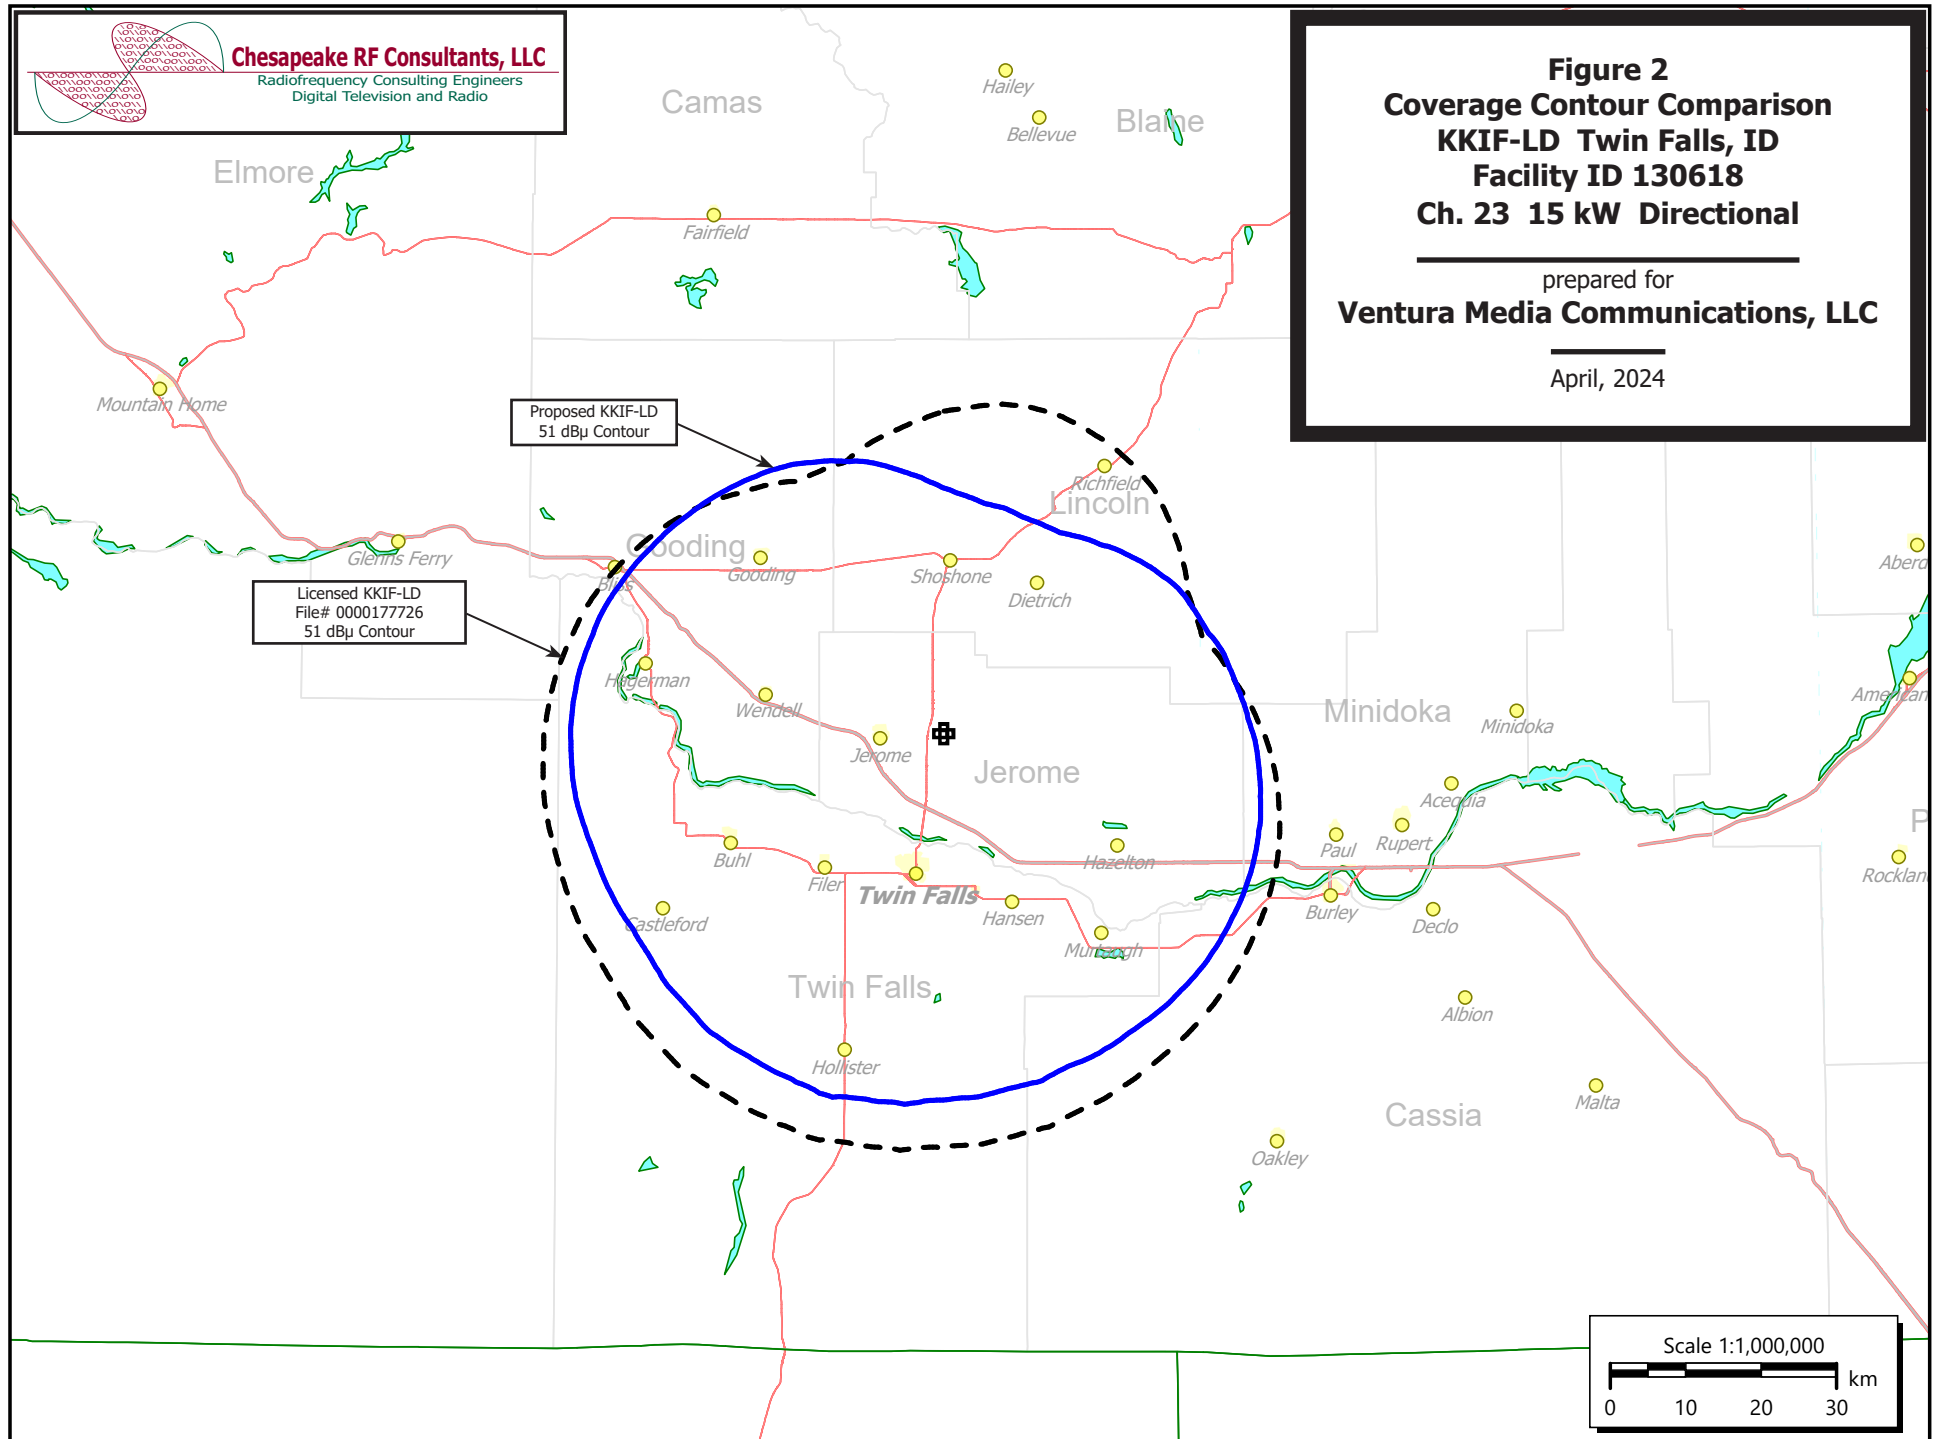 Chesapeake RF Consultants, LLC
Radiofrequency Consulting Engineers
Digital Television and Radio
Figure 2
Coverage Contour Comparison
KKIF-LD Twin Falls, ID
Facility ID 130618
Ch. 23 15 kW Directional
prepared for
Ventura Media Communications, LLC
April, 2024
Camas
Hailey
Bellevue
Blaine
Elmore
Fairfield
Mountain Home
Proposed KKIF-LD
51 dBµ Contour
Richfield
Lincoln
Glenns Ferry
Gooding
Gooding
Shoshone
Dietrich
Bliss
Aberd
Licensed KKIF-LD
File# 0000177726
51 dBµ Contour
Hagerman
Wendell
Jerome
Jerome
Minidoka
Minidoka
American
Acequia
P
Buhl
Filer
Twin Falls
Hansen
Hazelton
Paul
Rupert
Rocklan
Castleford
Murtaugh
Burley
Declo
Twin Falls
Albion
Hollister
Cassia
Malta
Oakley
Scale 1:1,000,000
km
0 10 20 30